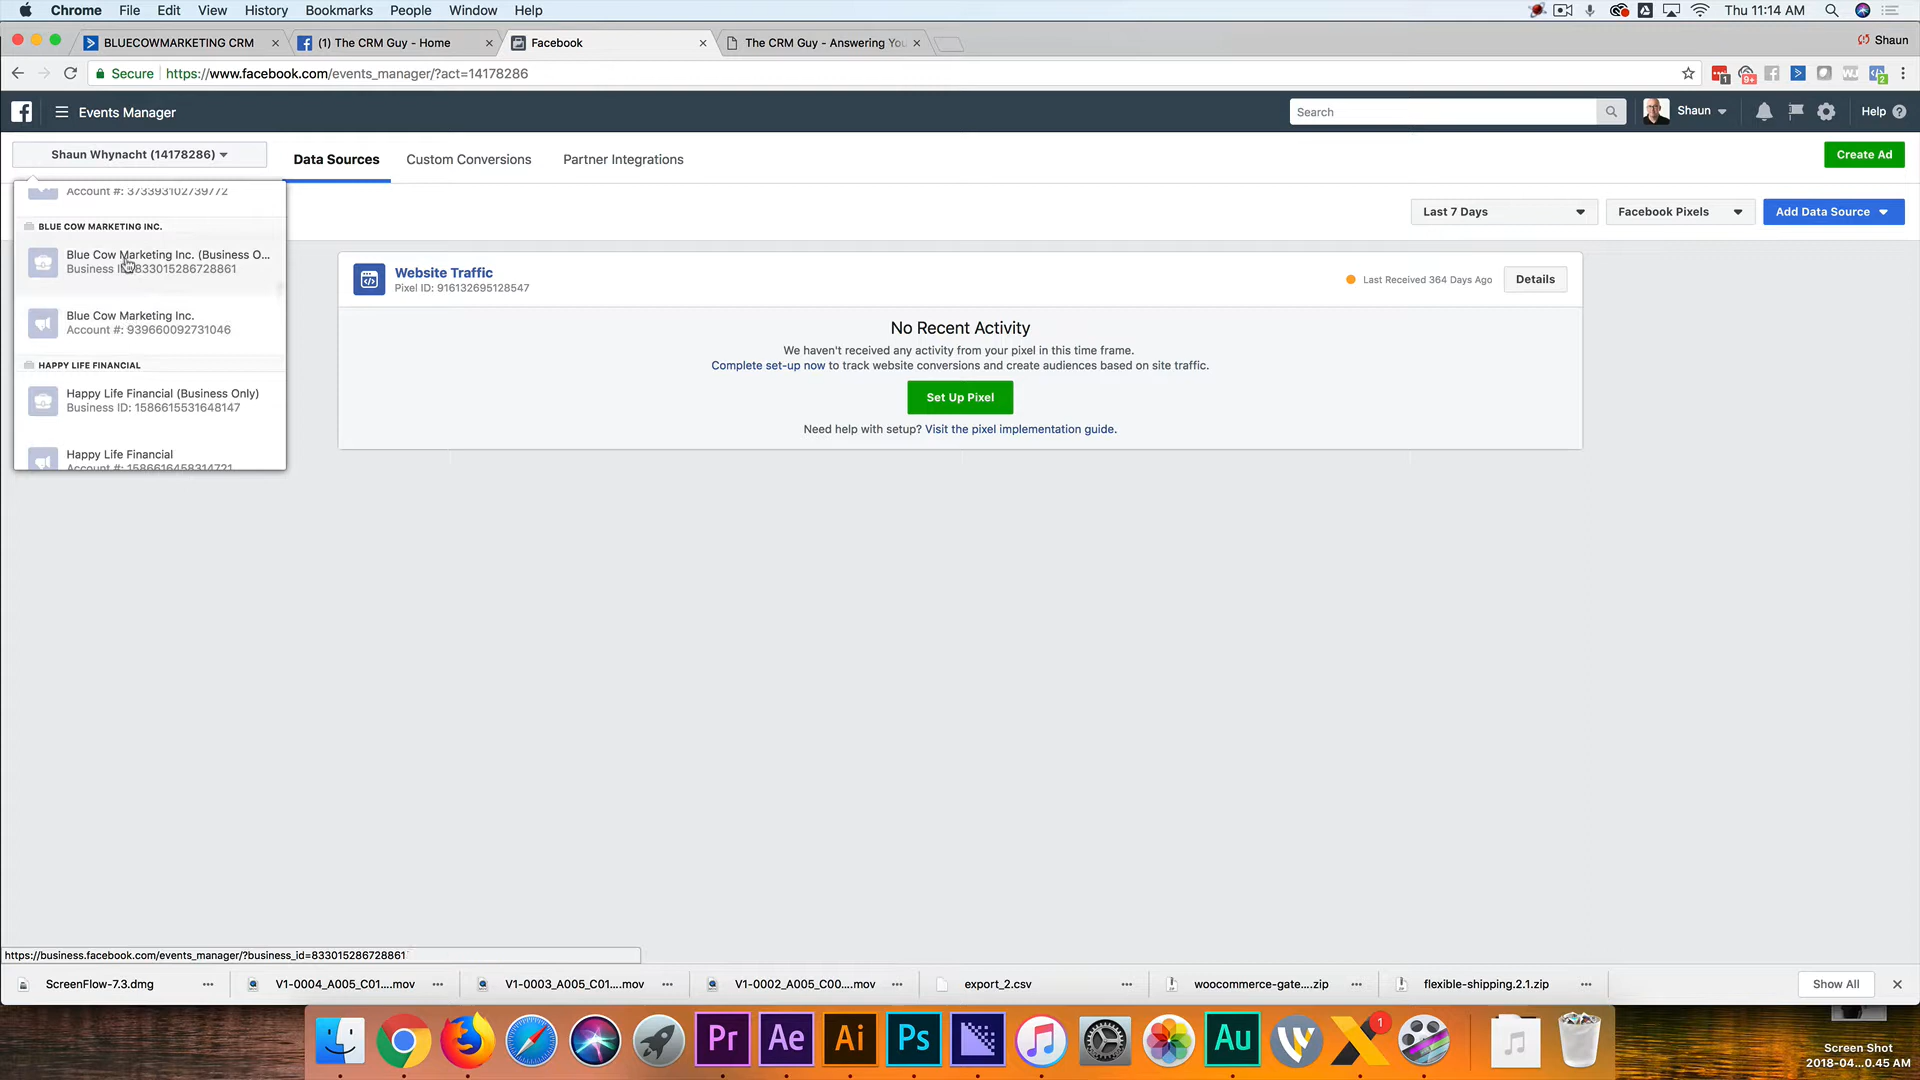 Chrome File Edit View History Bookmarks People Window Help Thu 11:14 AM
BLUECOWMARKETING CRM (1) The CRM Guy - Home Facebook The CRM Guy - Answering You Shaun
Secure https://www.facebook.com/events_manager/?act=14178286 1 9+ 2
Events Manager Search Shaun Help
Shaun Whynacht (14178286) Data Sources Custom Conversions Partner Integrations Create Ad
Account #: 373393102739772
Last 7 Days Facebook Pixels Add Data Source
BLUE COW MARKETING INC.
Blue Cow Marketing Inc. (Business O...
Business ID: 833015286728861
Blue Cow Marketing Inc.
Account #: 939660092731046
HAPPY LIFE FINANCIAL
Happy Life Financial (Business Only)
Business ID: 1586615531648147
Happy Life Financial
Account #: 1586616458314721
Website Traffic
Pixel ID: 916132695128547
Last Received 364 Days Ago Details
No Recent Activity
We haven't received any activity from your pixel in this time frame.
Complete set-up now to track website conversions and create audiences based on site traffic.
Set Up Pixel
Need help with setup? Visit the pixel implementation guide.
https://business.facebook.com/events_manager/?business_id=833015286728861
ScreenFlow-7.3.dmg V1-0004_A005_C01....mov V1-0003_A005_C01....mov V1-0002_A005_C00....mov export_2.csv woocommerce-gate....zip flexible-shipping.2.1.zip Show All
Pr Ae Ai Ps Au 1
Screen Shot
2018-04...0.45 AM